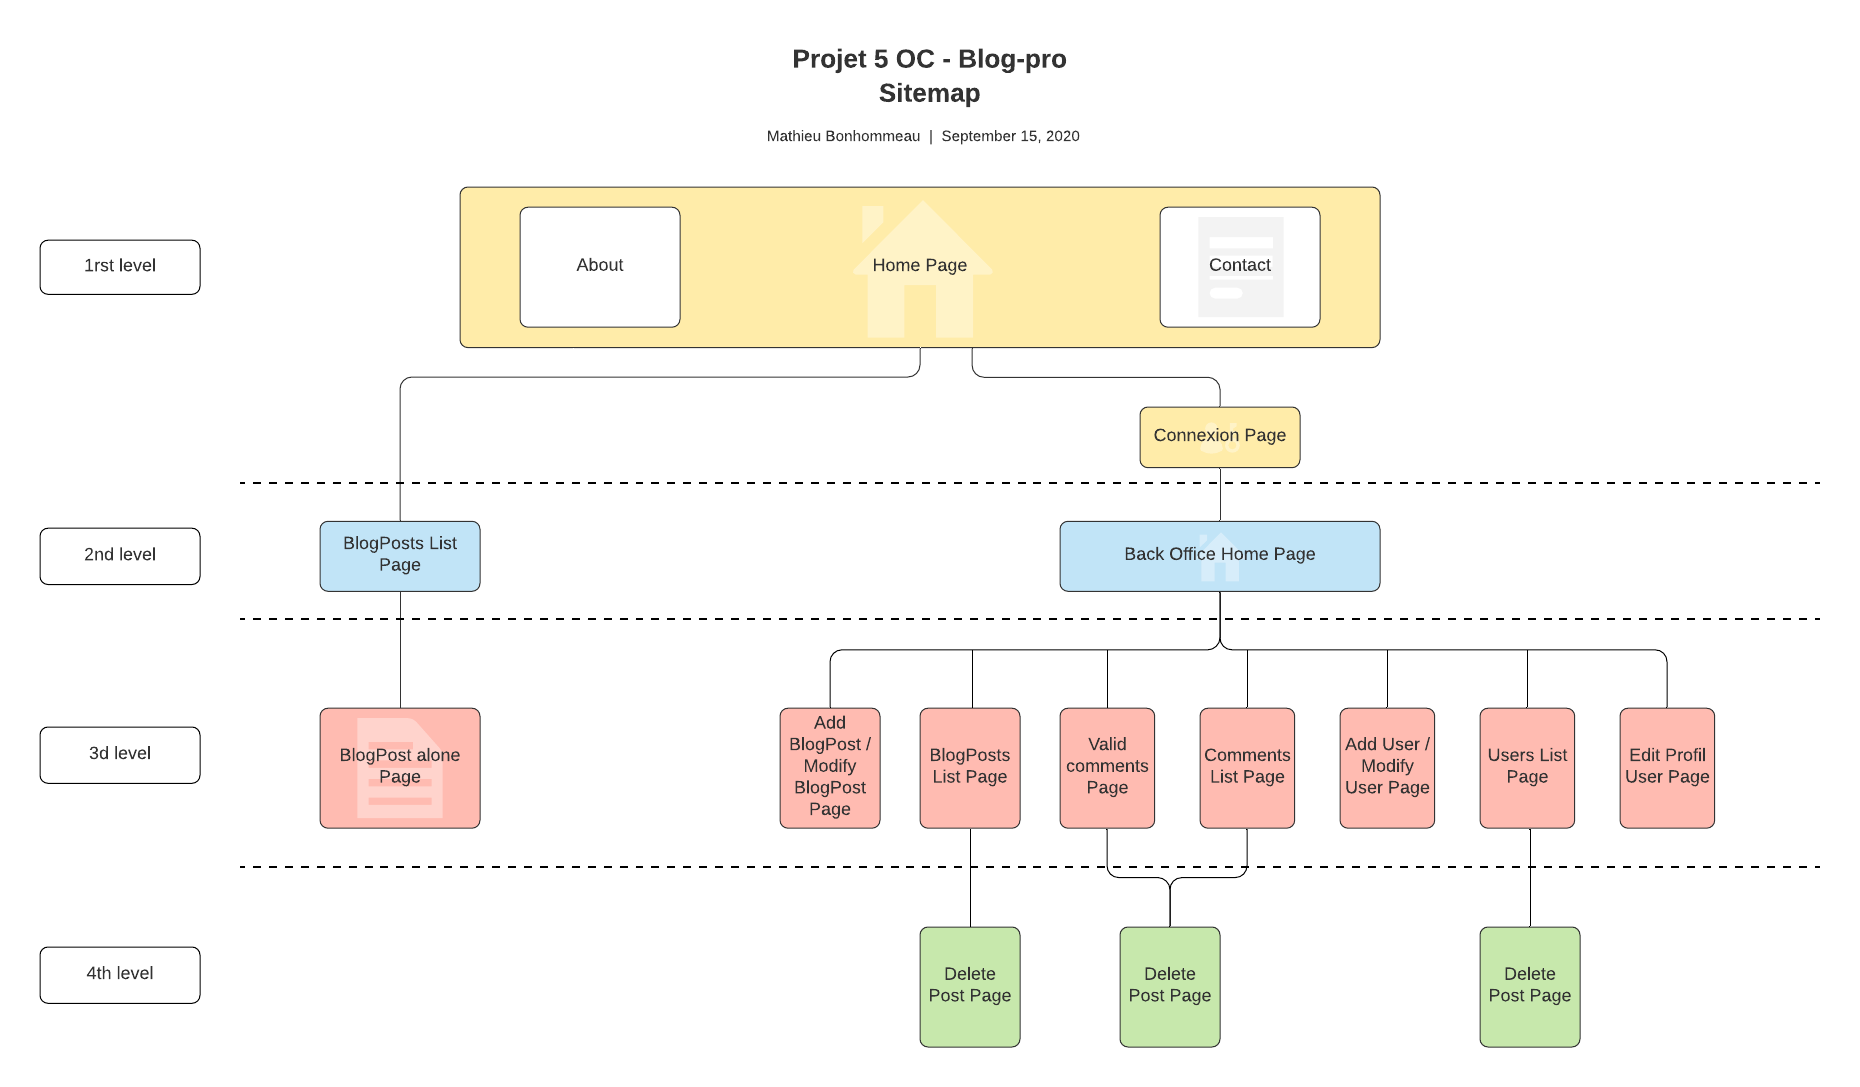 Projet 5 OC - Blog-pro
Sitemap
Mathieu Bonhommeau | September 15, 2020
1rst level
About
Home Page
Contact
Connexion Page
2nd level
BlogPosts List
Page
Back Office Home Page
3d level
BlogPost alone
Page
Add
BlogPost /
Modify
BlogPost
Page
BlogPosts
List Page
Valid
comments
Page
Comments
List Page
Add User /
Modify
User Page
Users List
Page
Edit Profil
User Page
4th level
Delete
Post Page
Delete
Post Page
Delete
Post Page